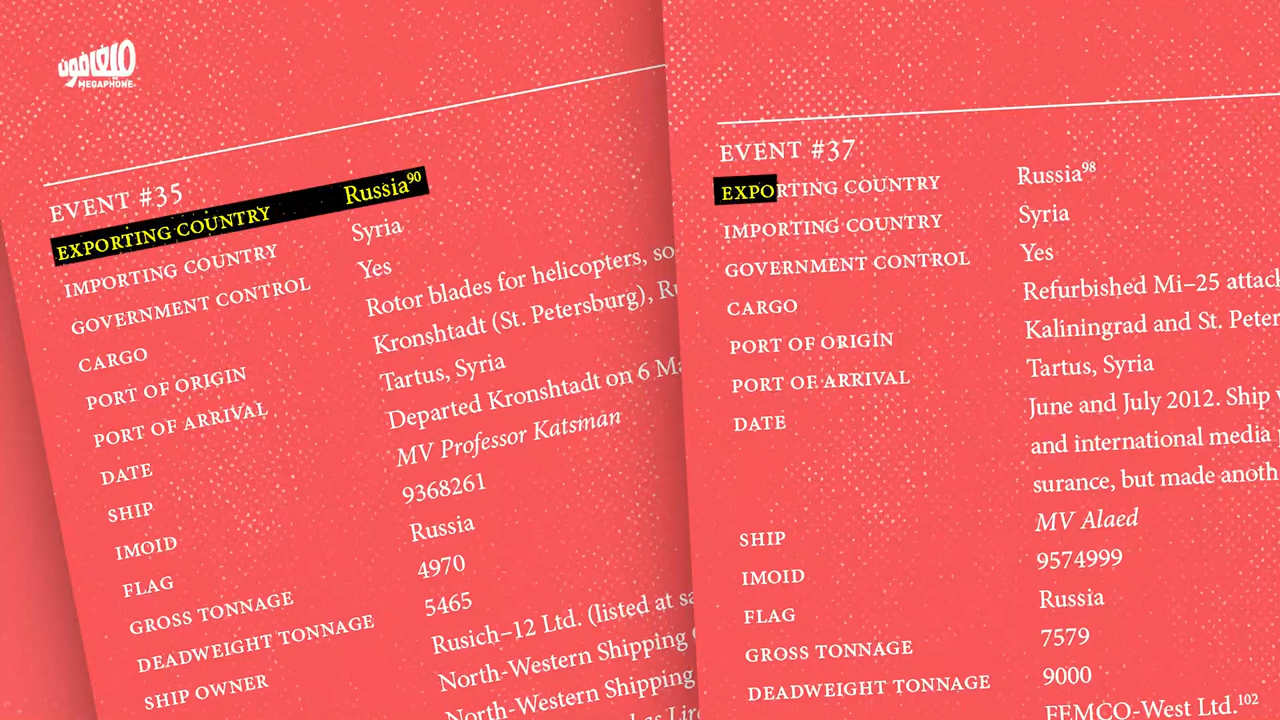 ميغافون
MEGAPHONE
EVENT #35
EXPORTING COUNTRY Russia90
IMPORTING COUNTRY Syria
GOVERNMENT CONTROL Yes
CARGO Rotor blades for helicopters,
PORT OF ORIGIN Kronshtadt (St. Petersburg),
PORT OF ARRIVAL Tartus, Syria
DATE Departed Kronshtadt on 6
SHIP MV Professor Katsman
IMOID 9368261
FLAG Russia
GROSS TONNAGE 4970
DEADWEIGHT TONNAGE 5465
SHIP OWNER Rusich–12 Ltd. (listed at
North-Western Shipping
North-Western Shipping
EVENT #37
EXPORTING COUNTRY Russia98
IMPORTING COUNTRY Syria
GOVERNMENT CONTROL Yes
CARGO Refurbished Mi–25 attack
PORT OF ORIGIN Kaliningrad and St.
PORT OF ARRIVAL Tartus, Syria
DATE June and July 2012. Ship
and international media
surance, but made
SHIP MV Alaed
IMOID 9574999
FLAG Russia
GROSS TONNAGE 7579
DEADWEIGHT TONNAGE 9000
FEMCO-West Ltd.102